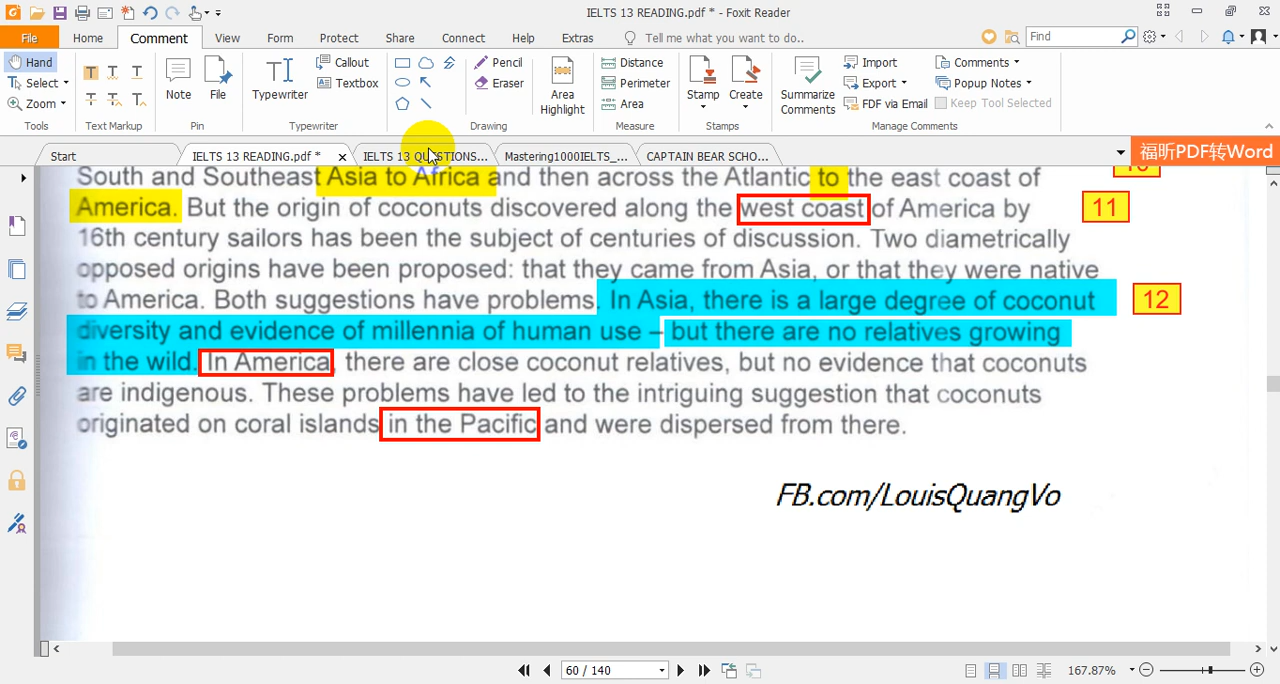 IELTS 13 READING.pdf * - Foxit Reader
File Home Comment View Form Protect Share Connect Help Extras Tell me what you want to do.. Find
Hand
Select
Zoom
Tools
Text Markup
Note
File
Pin
Typewriter
Callout
Textbox
Typewriter
Pencil
Eraser
Drawing
Area Highlight
Distance
Perimeter
Area
Measure
Stamp
Create
Stamps
Summarize Comments
Import
Export
FDF via Email
Comments
Popup Notes
Keep Tool Selected
Manage Comments
Start IELTS 13 READING.pdf * IELTS 13 QUESTIONS... Mastering1000IELTS_... CAPTAIN BEAR SCHO... 福昕PDF转Word
South and Southeast Asia to Africa and then across the Atlantic to the east coast of
America. But the origin of coconuts discovered along the west coast of America by 11
16th century sailors has been the subject of centuries of discussion. Two diametrically
opposed origins have been proposed: that they came from Asia, or that they were native
to America. Both suggestions have problems. In Asia, there is a large degree of coconut 12
diversity and evidence of millennia of human use – but there are no relatives growing
in the wild. In America, there are close coconut relatives, but no evidence that coconuts
are indigenous. These problems have led to the intriguing suggestion that coconuts
originated on coral islands in the Pacific and were dispersed from there.
FB.com/LouisQuangVo
60 / 140
167.87%